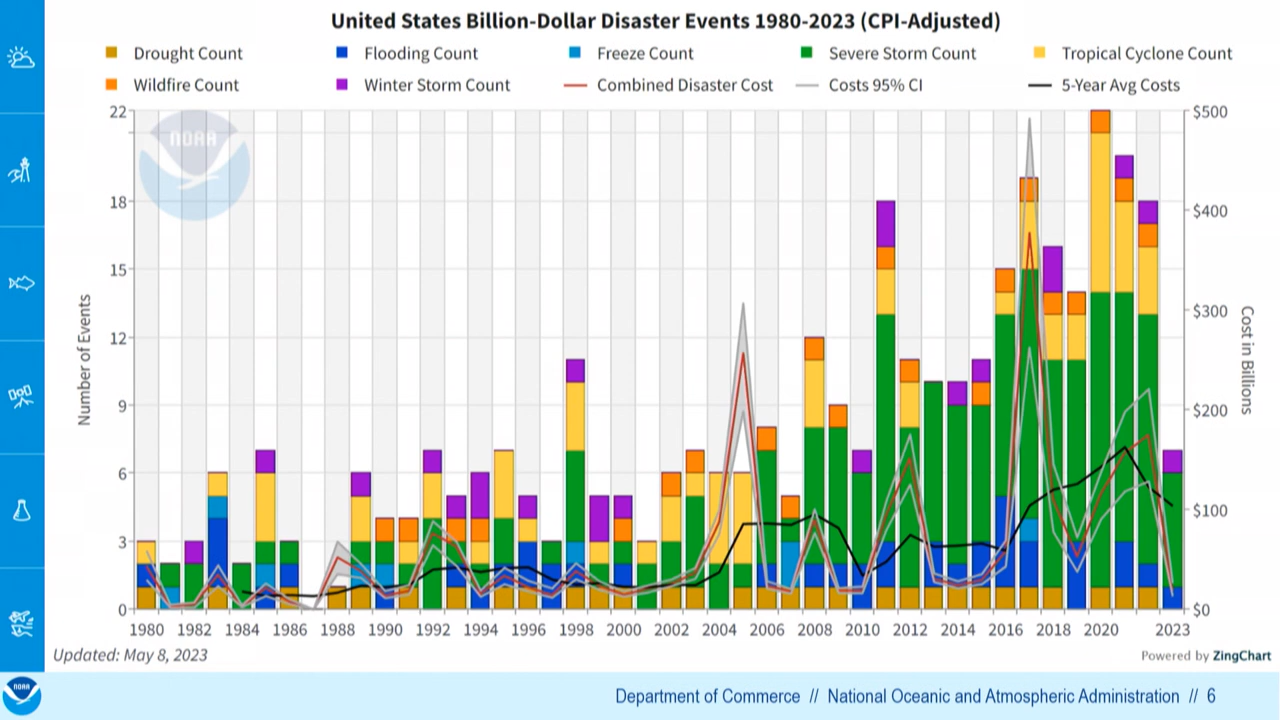 United States Billion-Dollar Disaster Events 1980-2023 (CPI-Adjusted)
Drought Count Flooding Count Freeze Count Severe Storm Count Tropical Cyclone Count
Wildfire Count Winter Storm Count Combined Disaster Cost Costs 95% CI 5-Year Avg Costs
NOAA
Number of Events
22
18
15
12
9
6
3
0
$500
$400
$300
$200
$100
$0
Cost in Billions
1980 1982 1984 1986 1988 1990 1992 1994 1996 1998 2000 2002 2004 2006 2008 2010 2012 2014 2016 2018 2020 2023
Updated: May 8, 2023
Powered by ZingChart
NOAA
Department of Commerce // National Oceanic and Atmospheric Administration // 6